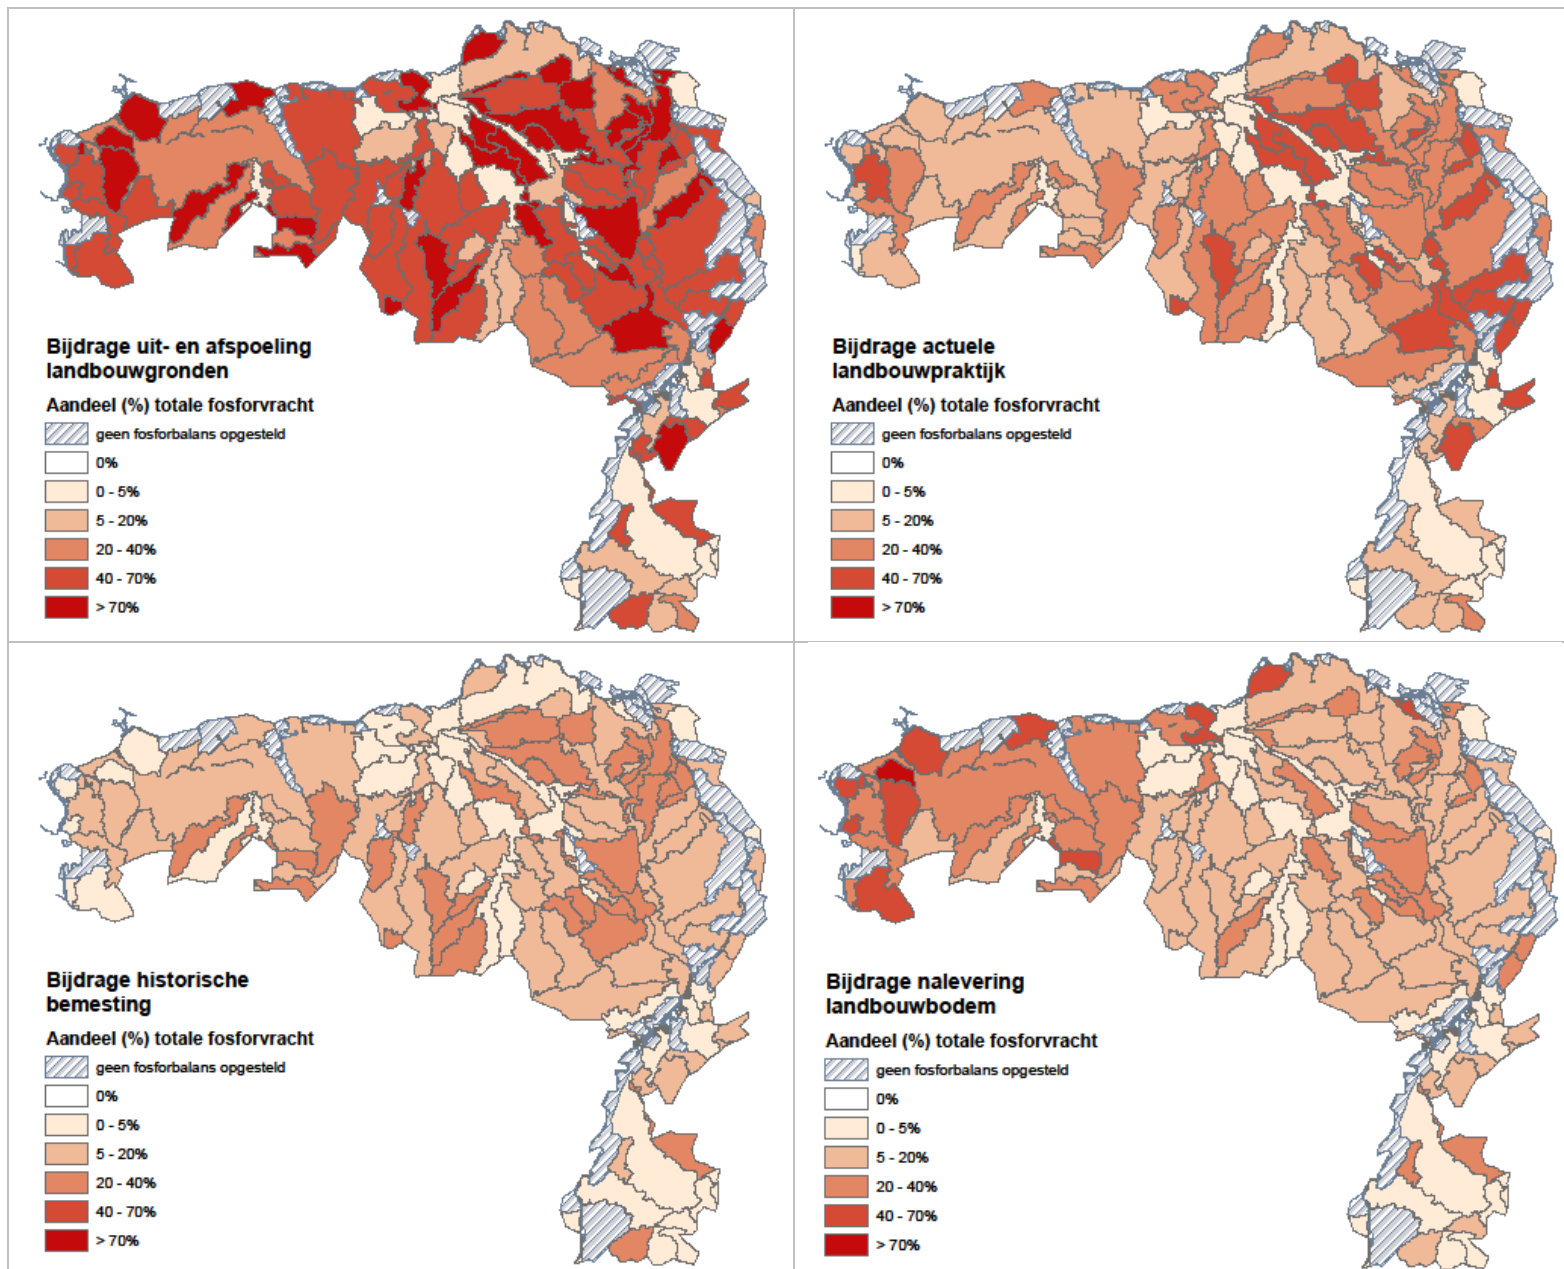 Bijdrage uit- en afspoeling
landbouwgronden
Aandeel (%) totale fosforvracht
geen fosforbalans opgesteld
0%
0 - 5%
5 - 20%
20 - 40%
40 - 70%
> 70%
Bijdrage actuele
landbouwpraktijk
Aandeel (%) totale fosforvracht
geen fosforbalans opgesteld
0%
0 - 5%
5 - 20%
20 - 40%
40 - 70%
> 70%
Bijdrage historische
bemesting
Aandeel (%) totale fosforvracht
geen fosforbalans opgesteld
0%
0 - 5%
5 - 20%
20 - 40%
40 - 70%
> 70%
Bijdrage nalevering
landbouwbodem
Aandeel (%) totale fosforvracht
geen fosforbalans opgesteld
0%
0 - 5%
5 - 20%
20 - 40%
40 - 70%
> 70%